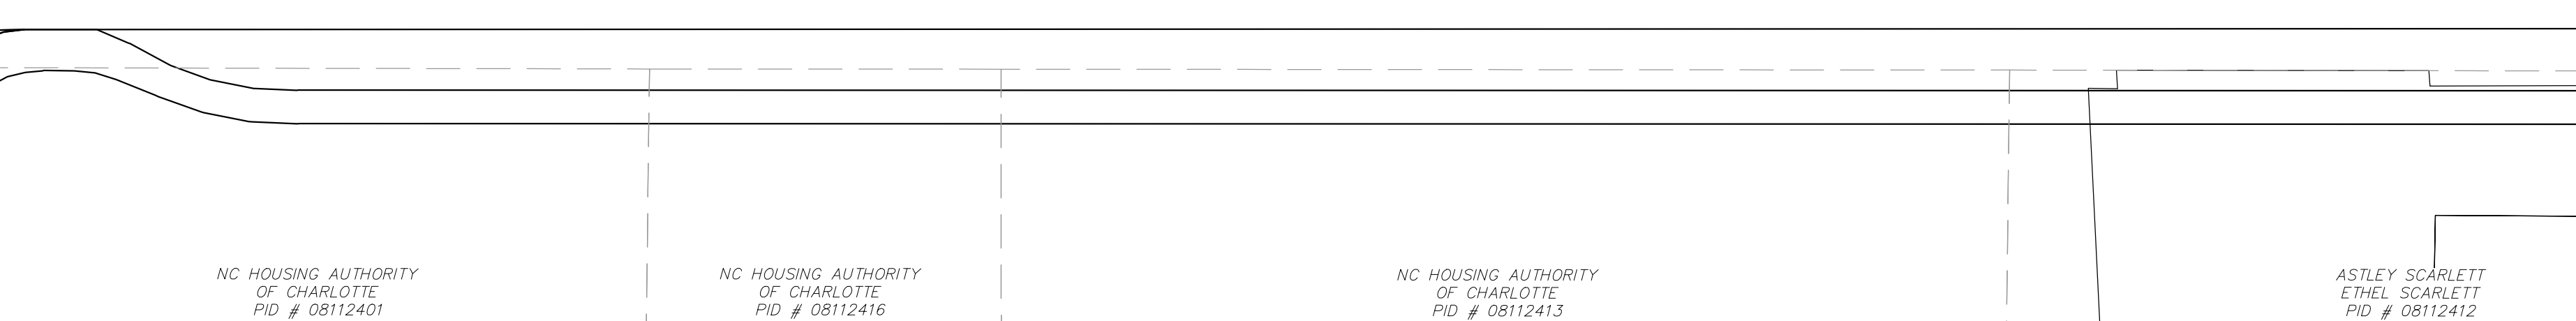 NC HOUSING AUTHORITY
OF CHARLOTTE
PID # 08112401
NC HOUSING AUTHORITY
OF CHARLOTTE
PID # 08112416
NC HOUSING AUTHORITY
OF CHARLOTTE
PID # 08112413
ASTLEY SCARLETT
ETHEL SCARLETT
PID # 08112412